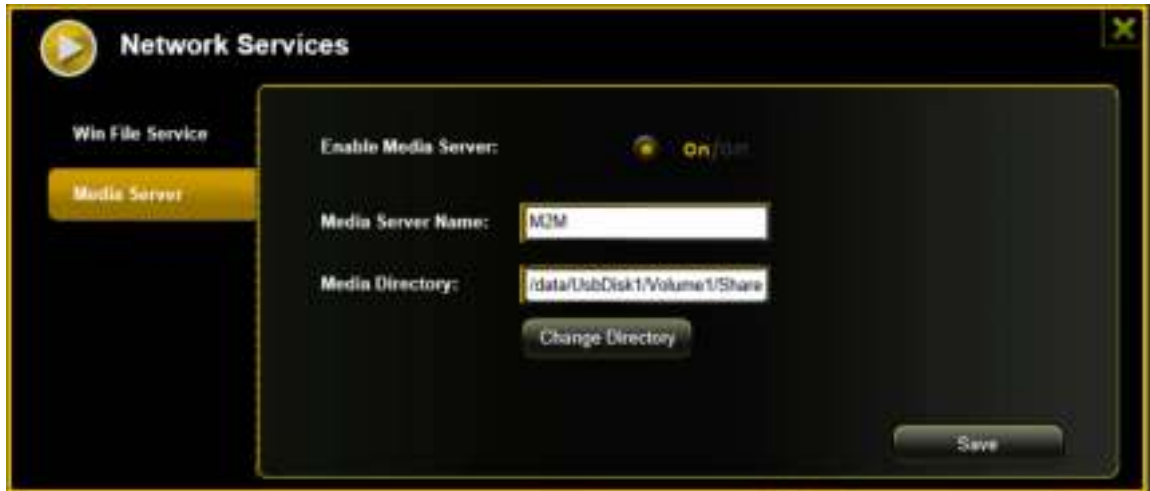 Network Services
Win File Service
Media Server
Enable Media Server:
On/Off
Media Server Name:
M2M
Media Directory:
/data/UsbDisk1/Volume1/Share
Change Directory
Save